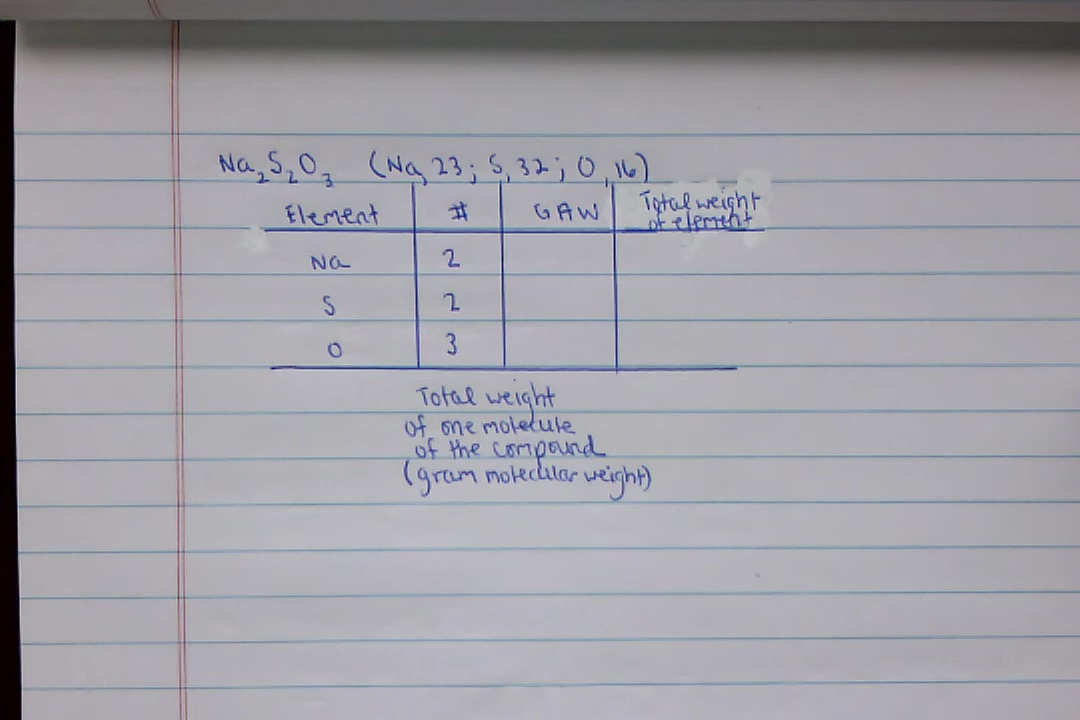 Na₂S₂O₃ (Na, 23; S, 32; O, 16)
Element # GAW Total weight of element
Na 2
S 2
O 3
Total weight
of one molecule
of the compound
(gram molecular weight)